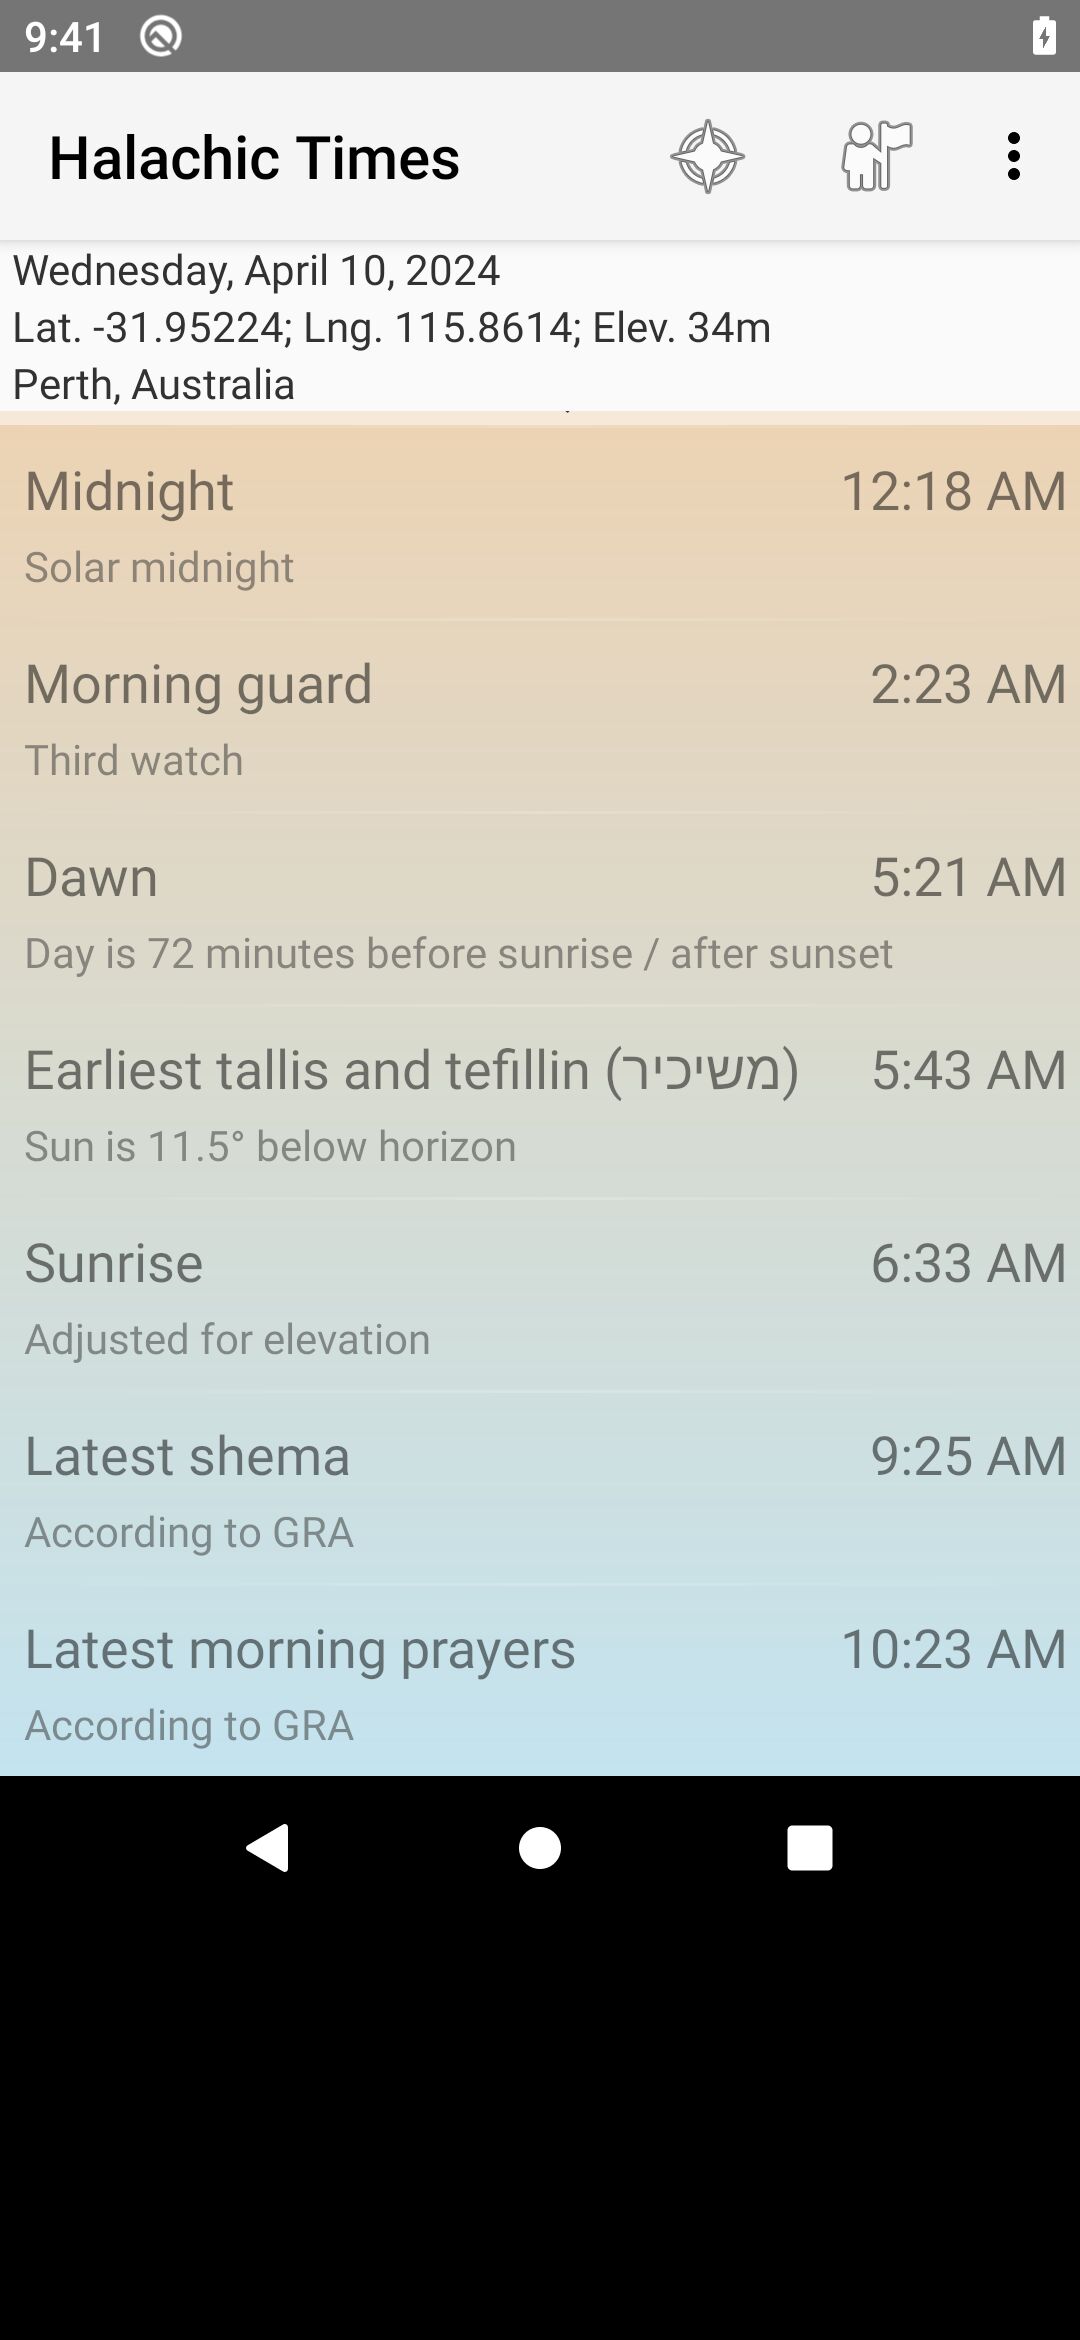 9:41
Halachic Times
Wednesday, April 10, 2024
Lat. -31.95224; Lng. 115.8614; Elev. 34m
Perth, Australia
Midnight 12:18 AM
Solar midnight
Morning guard 2:23 AM
Third watch
Dawn 5:21 AM
Day is 72 minutes before sunrise / after sunset
Earliest tallis and tefillin (משיכיר) 5:43 AM
Sun is 11.5° below horizon
Sunrise 6:33 AM
Adjusted for elevation
Latest shema 9:25 AM
According to GRA
Latest morning prayers 10:23 AM
According to GRA